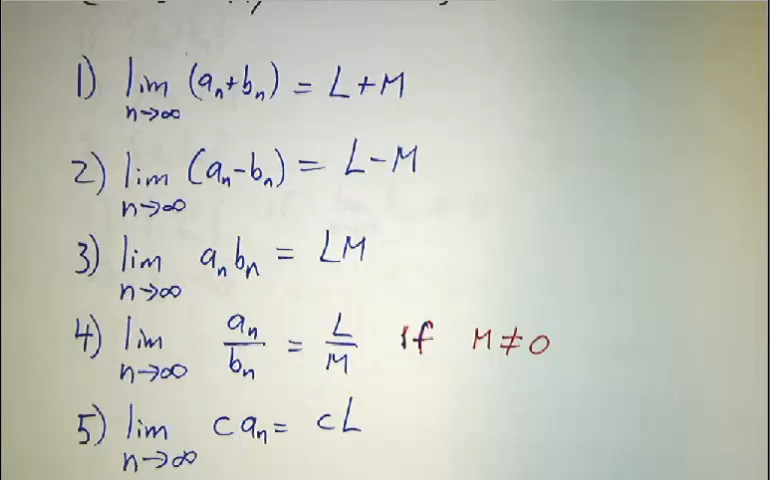 1) lim (aₙ+bₙ) = L+M
n→∞
2) lim (aₙ-bₙ) = L-M
n→∞
3) lim aₙbₙ = LM
n→∞
4) lim aₙ/bₙ = L/M if M≠0
n→∞
5) lim caₙ= cL
n→∞